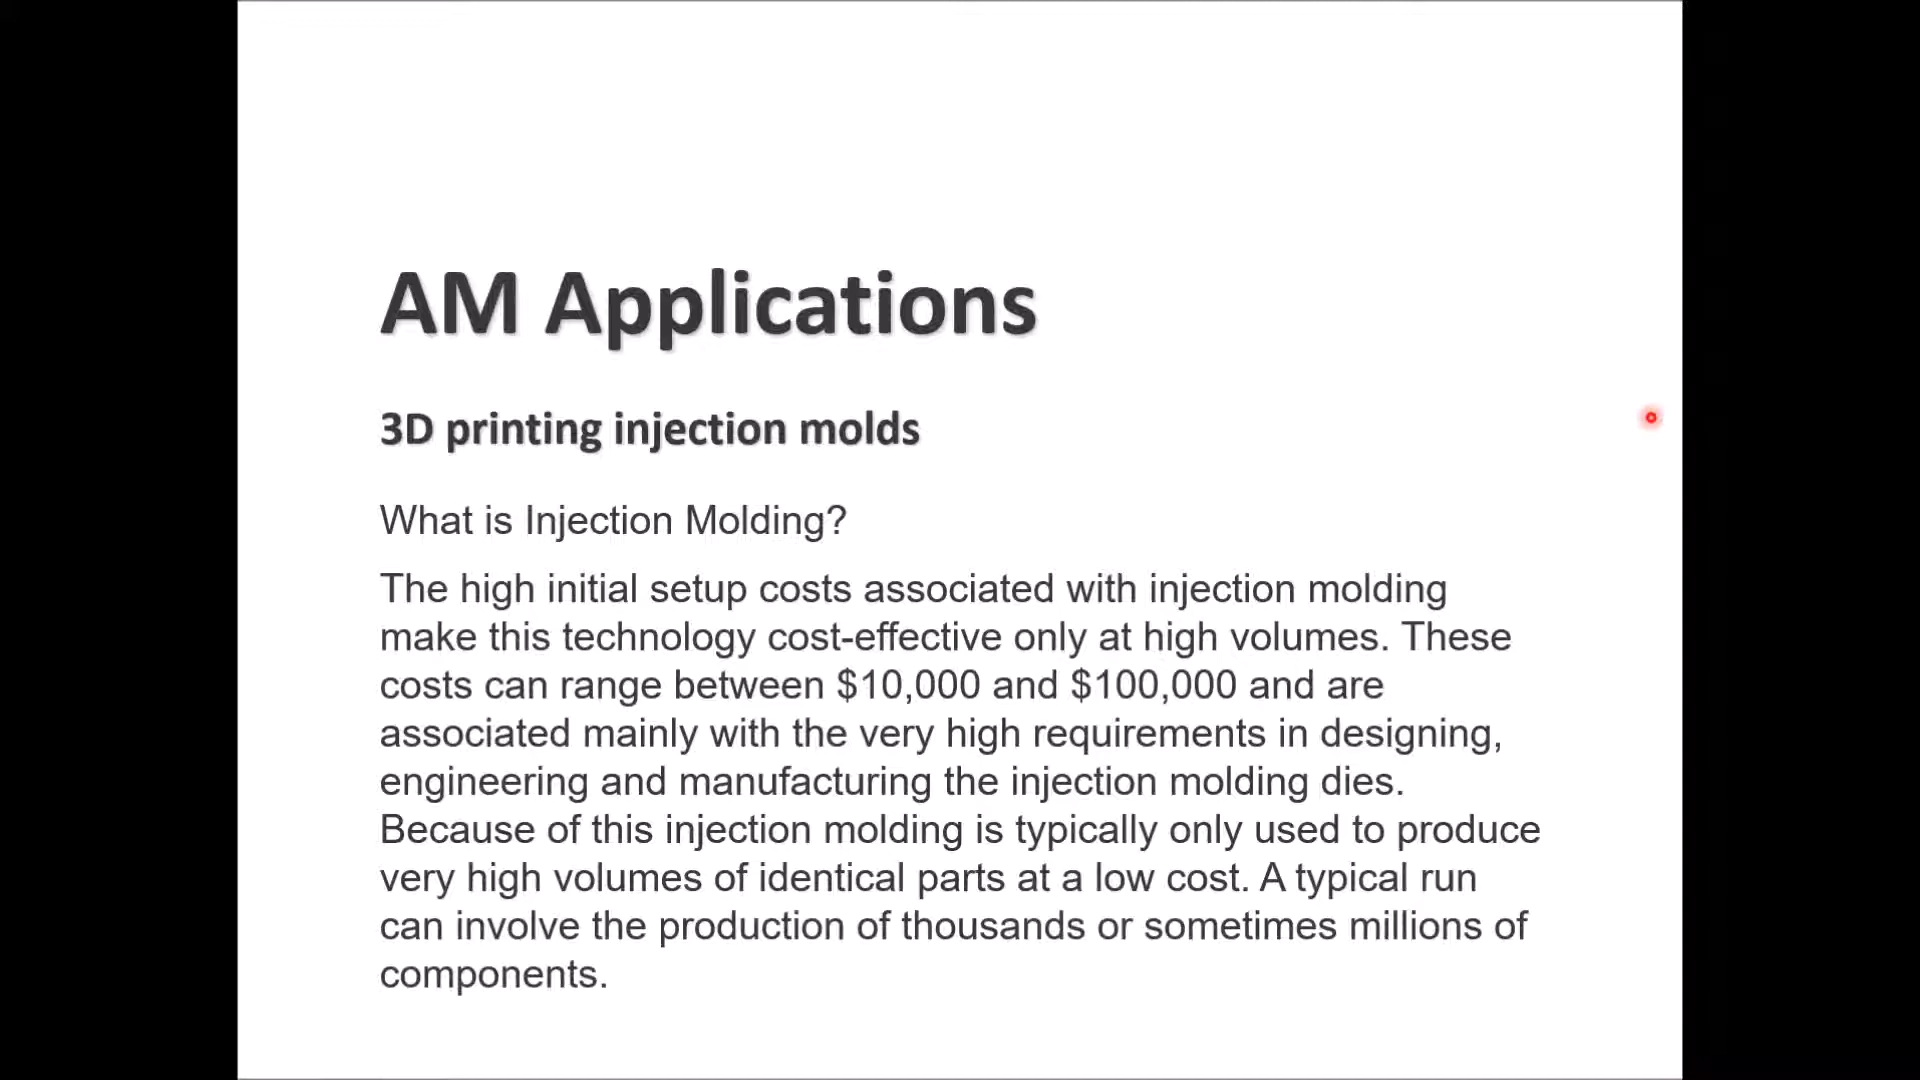 AM Applications
3D printing injection molds
What is Injection Molding?
The high initial setup costs associated with injection molding
make this technology cost-effective only at high volumes. These
costs can range between $10,000 and $100,000 and are
associated mainly with the very high requirements in designing,
engineering and manufacturing the injection molding dies.
Because of this injection molding is typically only used to produce
very high volumes of identical parts at a low cost. A typical run
can involve the production of thousands or sometimes millions of
components.